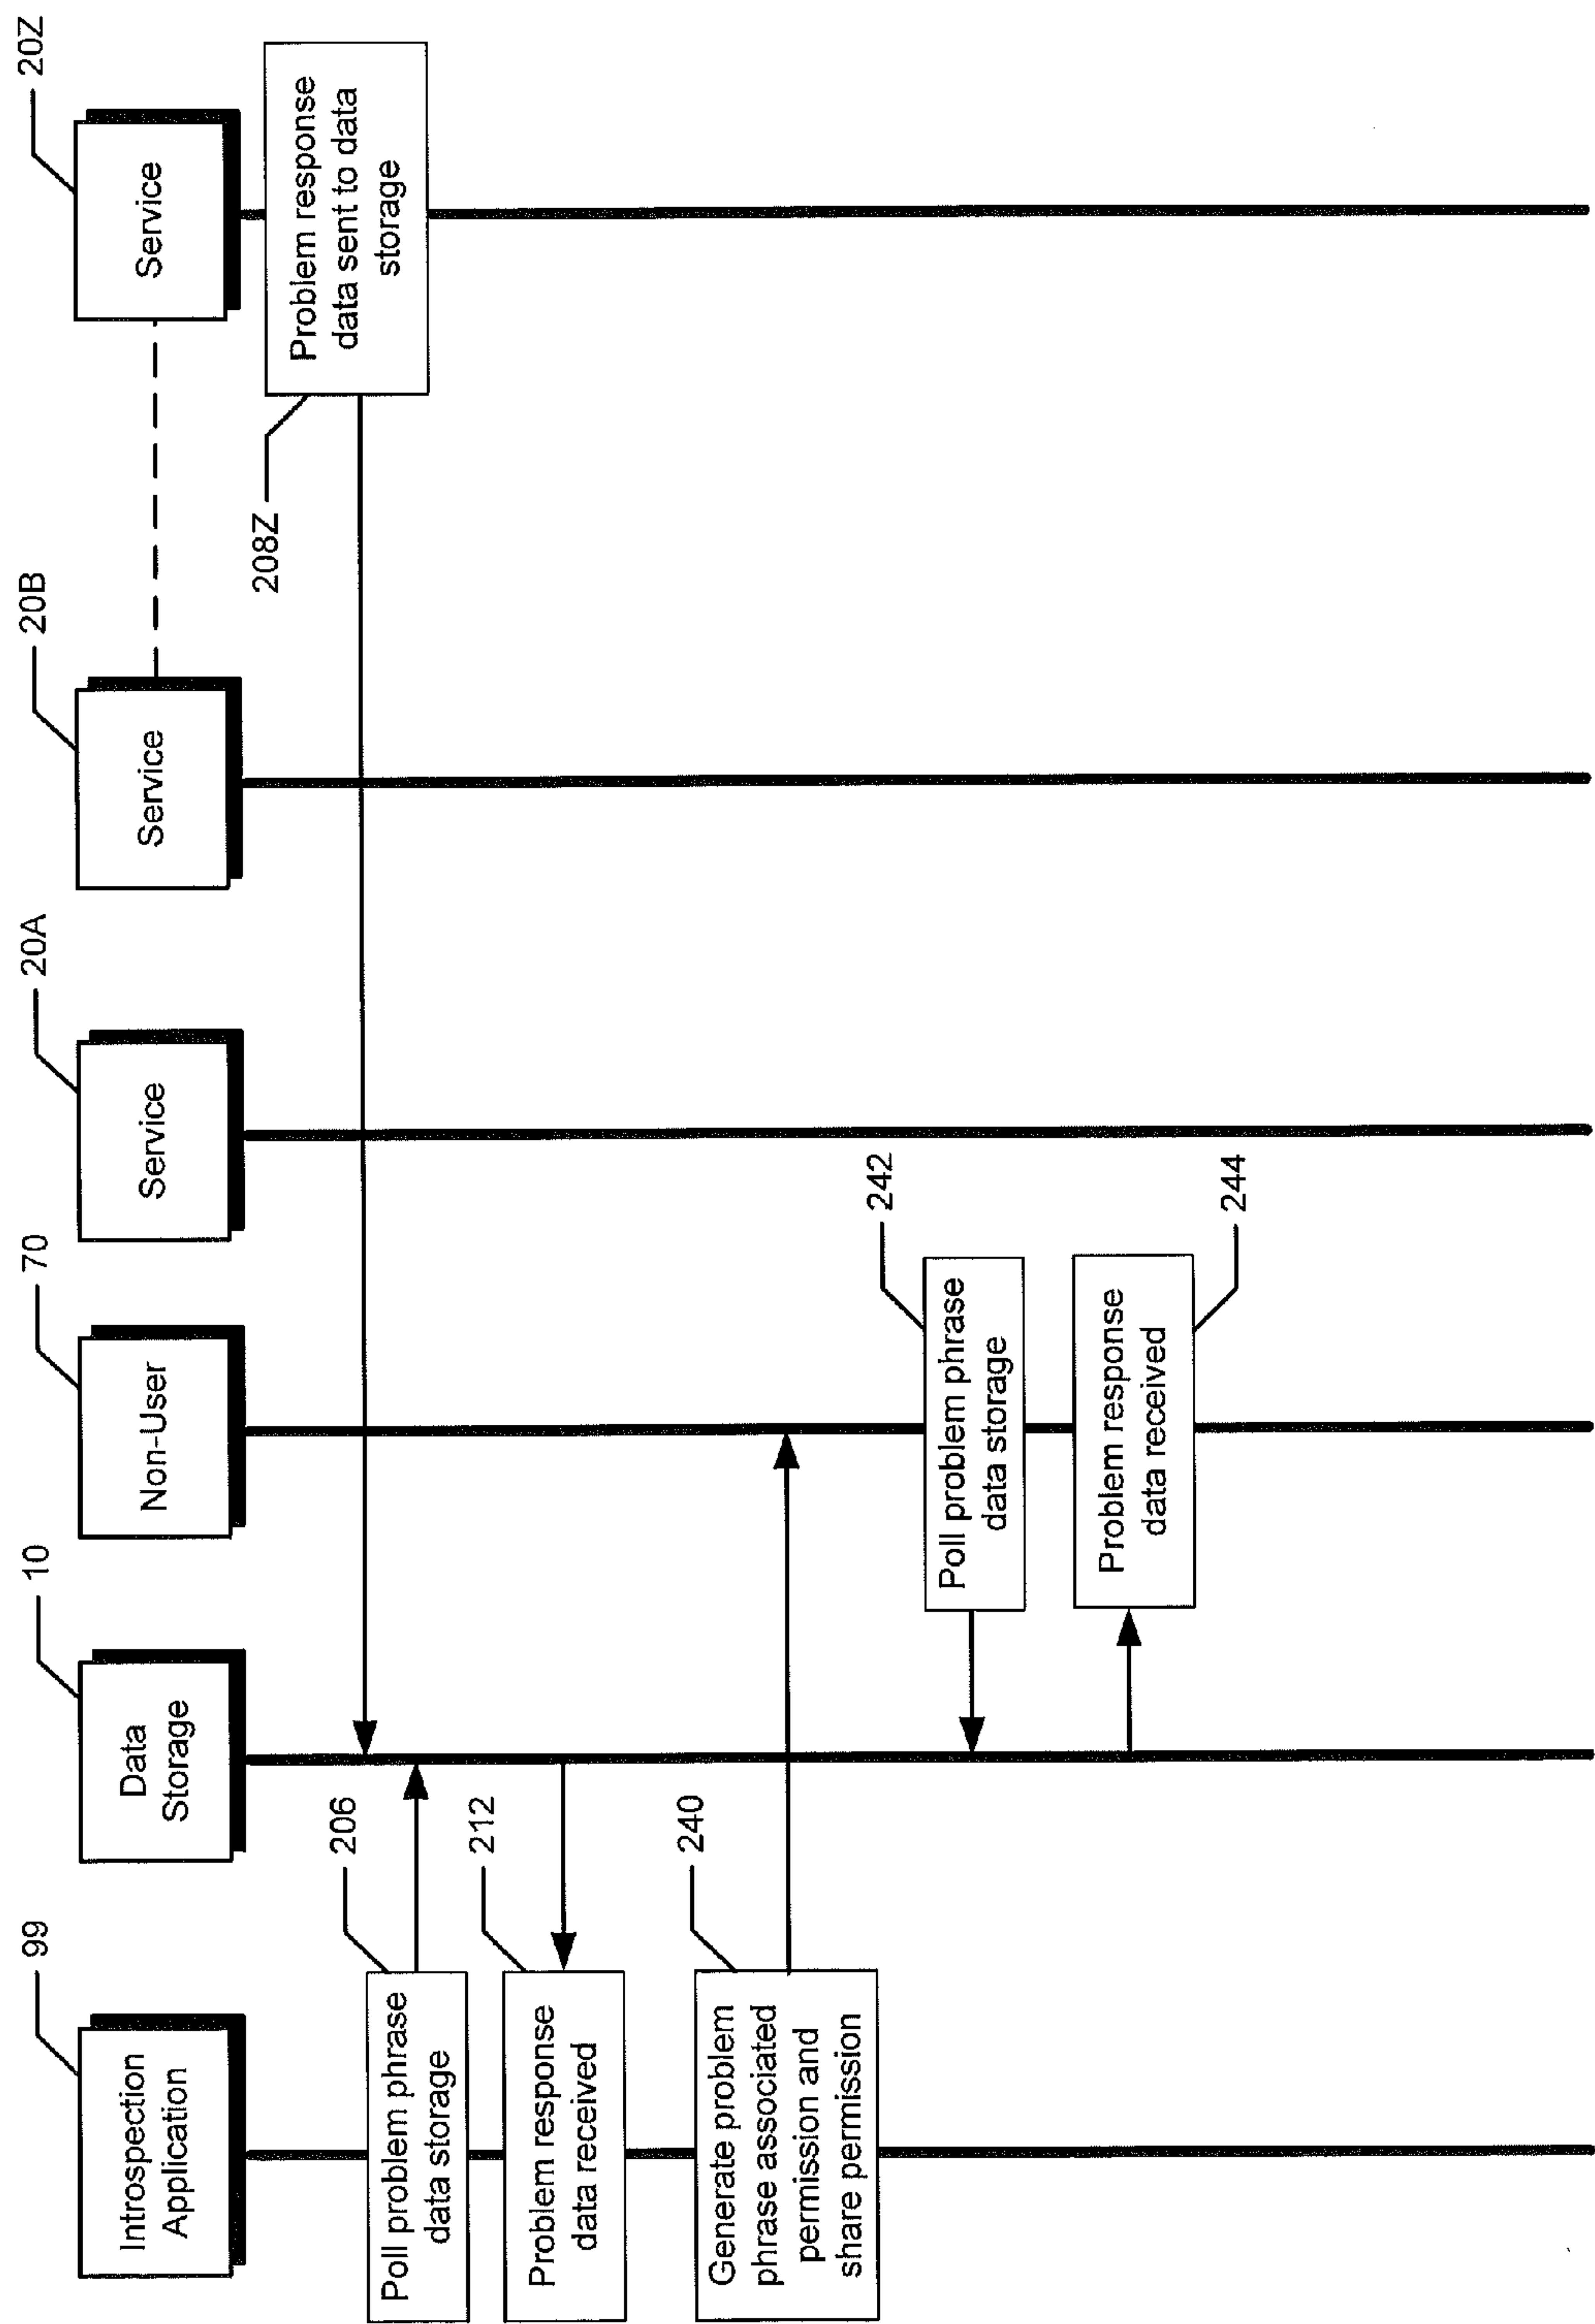 99
10
70
20A
20B
20Z
Introspection
Application
Data
Storage
Non-User
Service
Service
Service
208Z
Problem response
data sent to data
storage
206
Poll problem phrase
data storage
212
Problem response
data received
240
Generate problem
phrase associated
permission and
share permission
242
Poll problem phrase
data storage
244
Problem response
data received